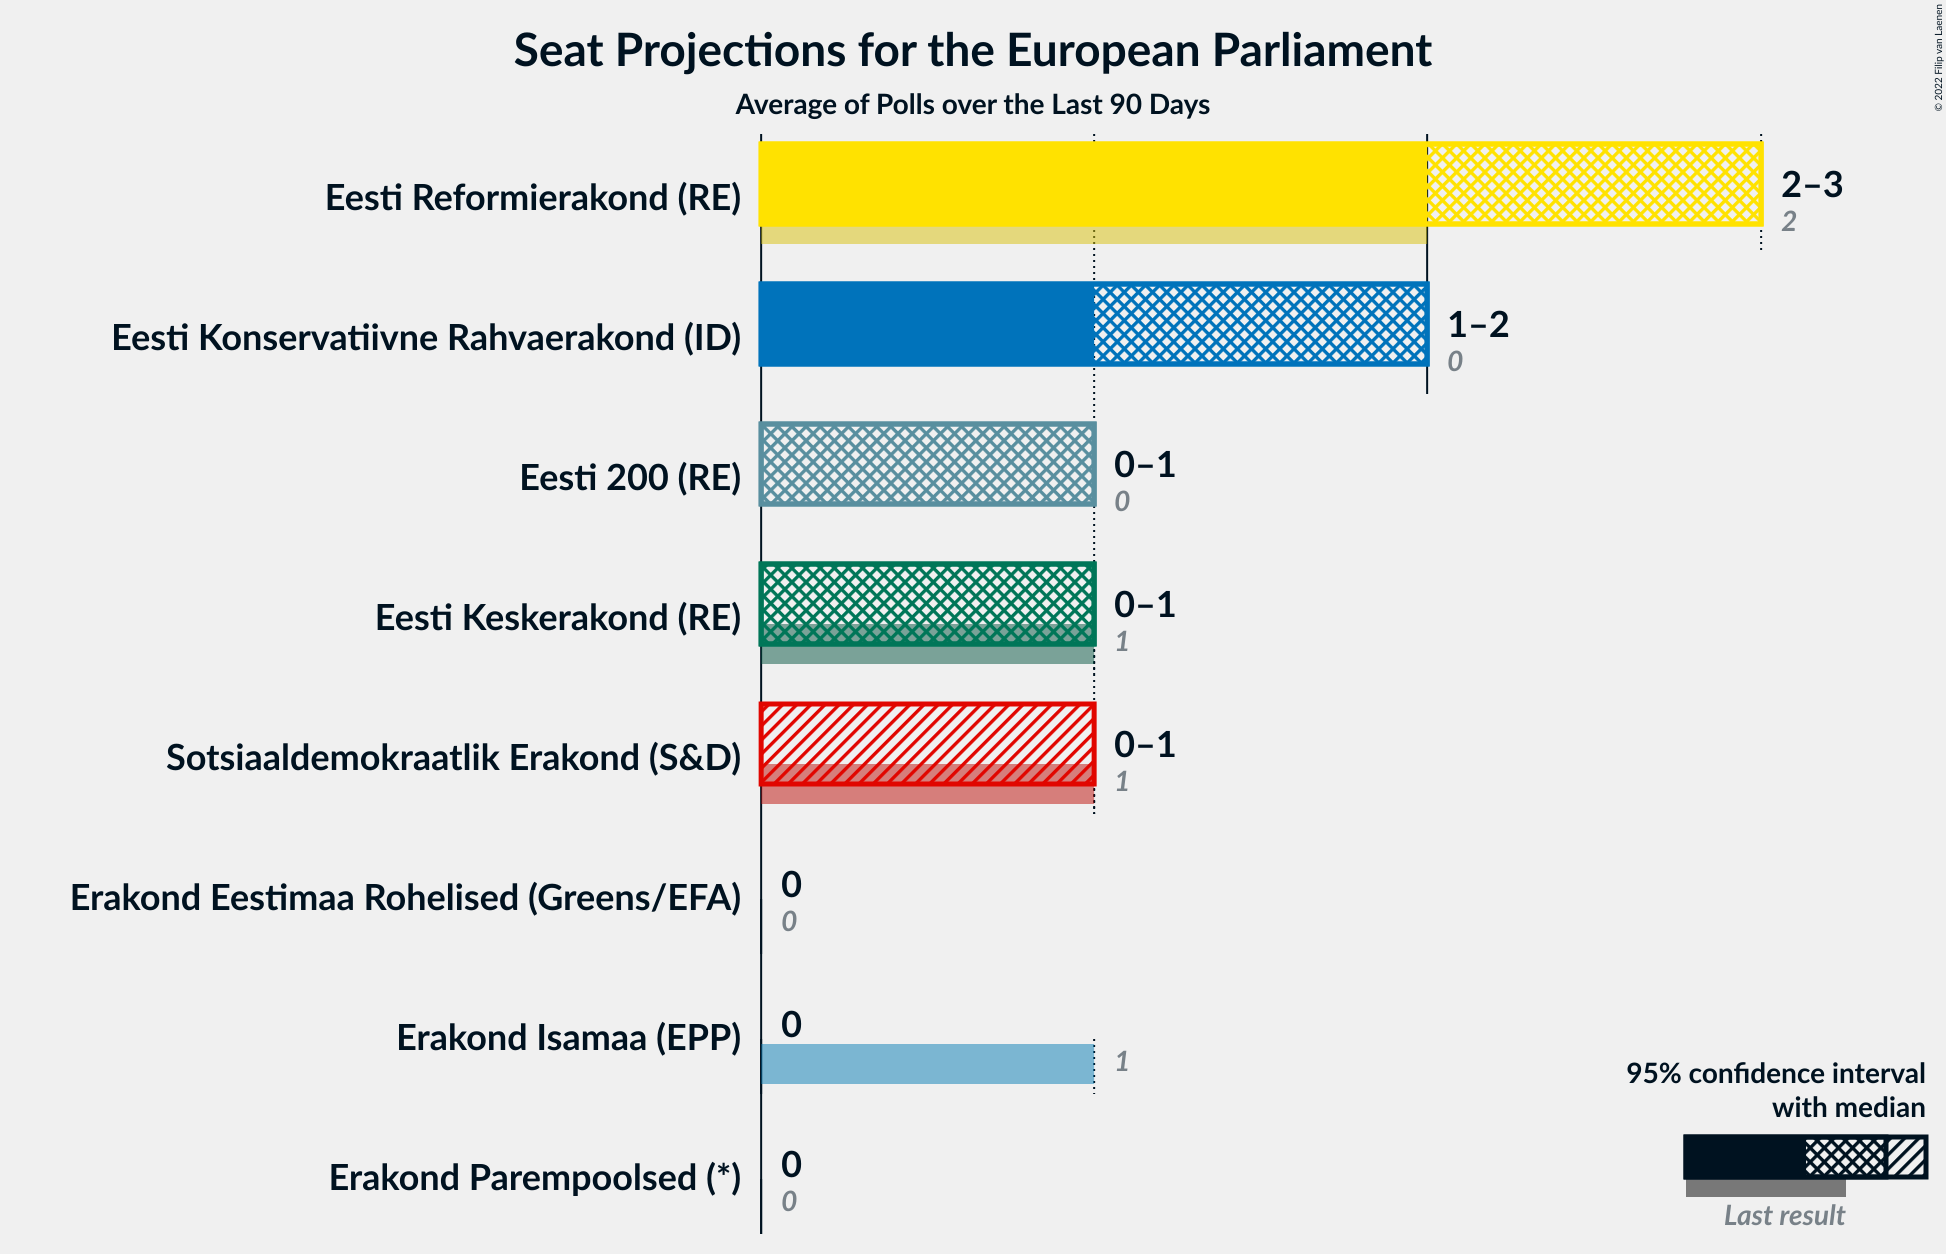 Seat Projections for the European Parliament
Average of Polls over the Last 90 Days
© 2022 Filip van Laenen
Eesti Reformierakond (RE)
2–3
2
Eesti Konservatiivne Rahvaerakond (ID)
1–2
0
Eesti 200 (RE)
0–1
0
Eesti Keskerakond (RE)
0–1
1
Sotsiaaldemokraatlik Erakond (S&D)
0–1
1
Erakond Eestimaa Rohelised (Greens/EFA)
0
0
Erakond Isamaa (EPP)
0
1
Erakond Parempoolsed (*)
0
0
95% confidence interval
with median
Last result